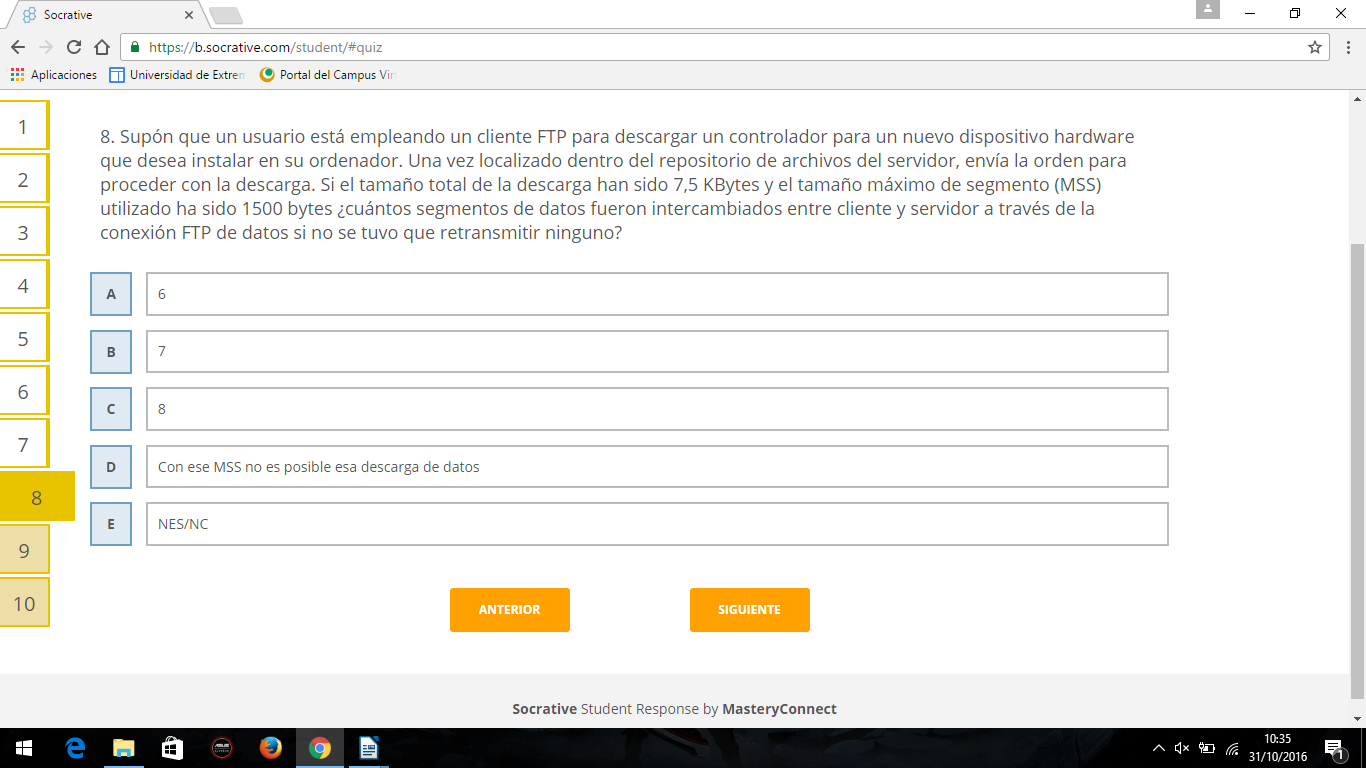 Socrative
https://b.socrative.com/student/#quiz
Aplicaciones Universidad de Extrem Portal del Campus Vir
1
2
3
4
5
6
7
8
9
10
8. Supón que un usuario está empleando un cliente FTP para descargar un controlador para un nuevo dispositivo hardware
que desea instalar en su ordenador. Una vez localizado dentro del repositorio de archivos del servidor, envía la orden para
proceder con la descarga. Si el tamaño total de la descarga han sido 7,5 KBytes y el tamaño máximo de segmento (MSS)
utilizado ha sido 1500 bytes ¿cuántos segmentos de datos fueron intercambiados entre cliente y servidor a través de la
conexión FTP de datos si no se tuvo que retransmitir ninguno?
A 6
B 7
C 8
D Con ese MSS no es posible esa descarga de datos
E NES/NC
ANTERIOR SIGUIENTE
Socrative Student Response by MasteryConnect
10:35
31/10/2016
1